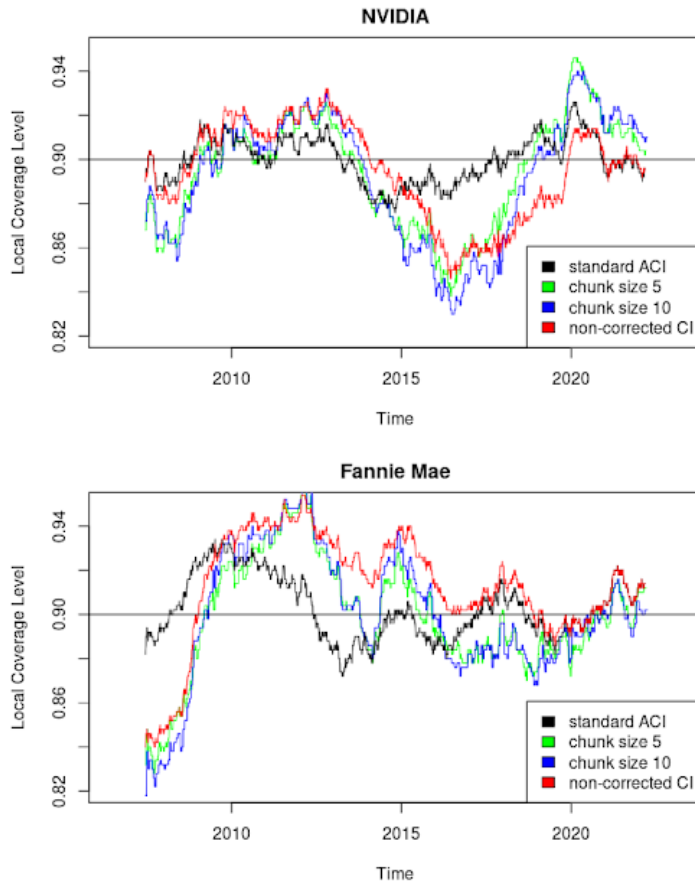 NVIDIA
Local Coverage Level
0.94
0.90
0.86
0.82
standard ACI
chunk size 5
chunk size 10
non-corrected CI
2010 2015 2020
Time
Fannie Mae
Local Coverage Level
0.94
0.90
0.86
0.82
standard ACI
chunk size 5
chunk size 10
non-corrected CI
2010 2015 2020
Time